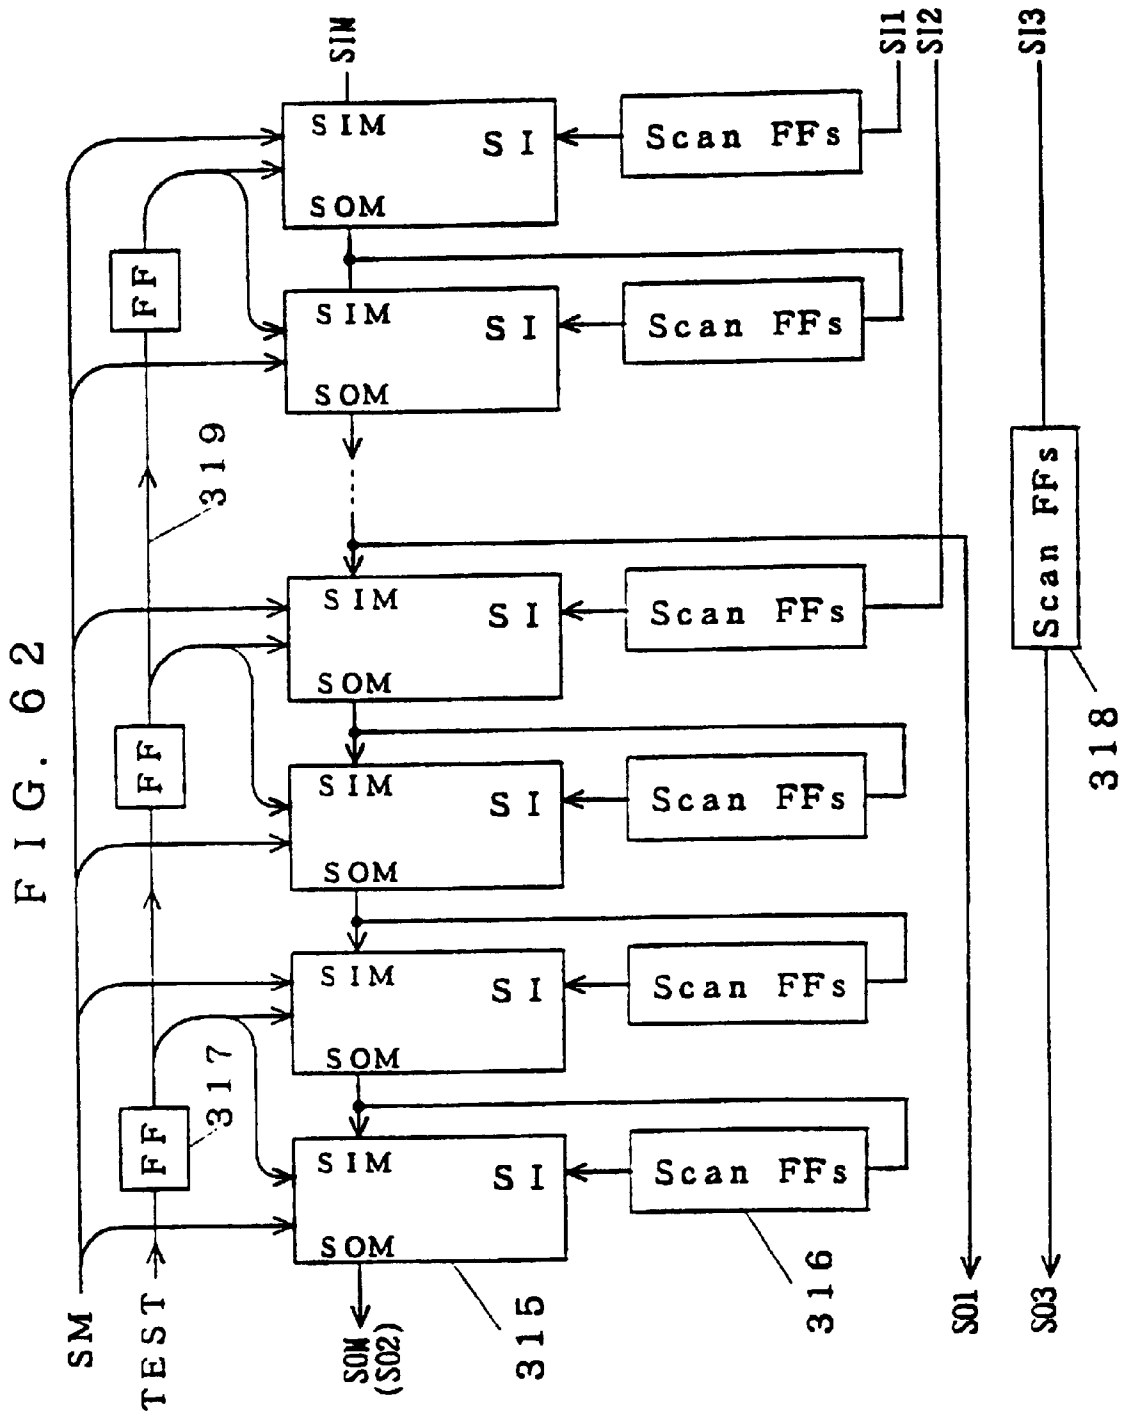 FIG. 62
SM
TEST
FF
317
FF
319
FF
SOM
(SO2)
SOM
SIM
SI
315
SOM
SIM
SI
SOM
SIM
SI
SOM
SIM
SI
SOM
SIM
SI
SOM
SIM
SI
SIM
Scan FFs
316
Scan FFs
Scan FFs
Scan FFs
Scan FFs
Scan FFs
SI1
SI2
SO1
SO3
Scan FFs
318
SI3